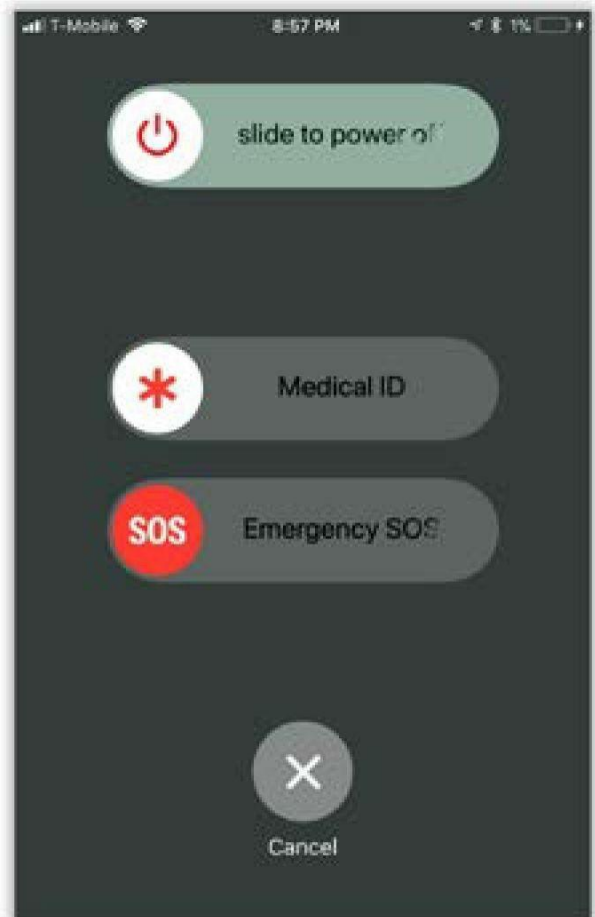 T-Mobile 8:57 PM 1%
slide to power off
Medical ID
SOS Emergency SOS
Cancel